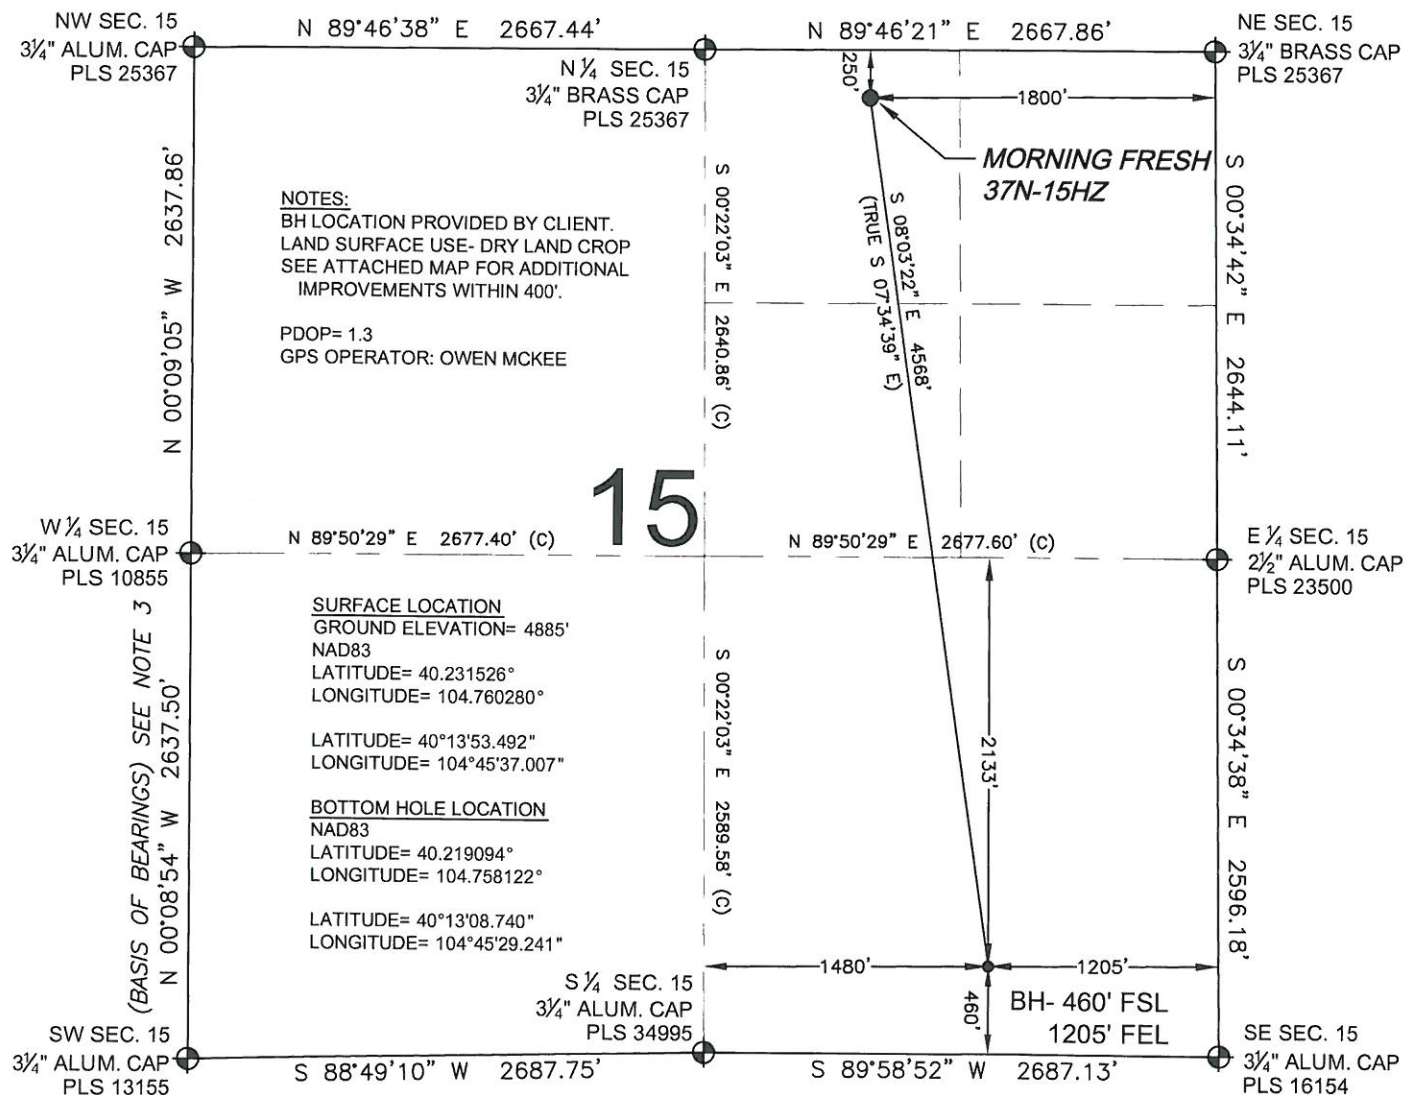 NW SEC. 15
3¼" ALUM. CAP
PLS 25367
N 89°46'38" E 2667.44'
N ¼ SEC. 15
3¼" BRASS CAP
PLS 25367
N 89°46'21" E 2667.86'
NE SEC. 15
3¼" BRASS CAP
PLS 25367
250'
1800'
MORNING FRESH
37N-15HZ
N 00°09'05" W 2637.86'
NOTES:
BH LOCATION PROVIDED BY CLIENT.
LAND SURFACE USE- DRY LAND CROP
SEE ATTACHED MAP FOR ADDITIONAL
IMPROVEMENTS WITHIN 400'.
PDOP= 1.3
GPS OPERATOR: OWEN MCKEE
S 00°22'03" E 2640.86' (C)
S 08°03'22" E 4568'
(TRUE S 07°34'39" E)
S 00°34'42" E 2644.11'
15
W ¼ SEC. 15
3¼" ALUM. CAP
PLS 10855
N 89°50'29" E 2677.40' (C)
N 89°50'29" E 2677.60' (C)
E ¼ SEC. 15
2½" ALUM. CAP
PLS 23500
(BASIS OF BEARINGS) SEE NOTE 3
N 00°08'54" W 2637.50'
SURFACE LOCATION
GROUND ELEVATION= 4885'
NAD83
LATITUDE= 40.231526°
LONGITUDE= 104.760280°
LATITUDE= 40°13'53.492"
LONGITUDE= 104°45'37.007"
BOTTOM HOLE LOCATION
NAD83
LATITUDE= 40.219094°
LONGITUDE= 104.758122°
LATITUDE= 40°13'08.740"
LONGITUDE= 104°45'29.241"
S 00°22'03" E 2589.58' (C)
2133'
S 00°34'38" E 2596.18'
1480'
1205'
460'
BH- 460' FSL
1205' FEL
SW SEC. 15
3¼" ALUM. CAP
PLS 13155
S 88°49'10" W 2687.75'
S ¼ SEC. 15
3¼" ALUM. CAP
PLS 34995
S 89°58'52" W 2687.13'
SE SEC. 15
3¼" ALUM. CAP
PLS 16154